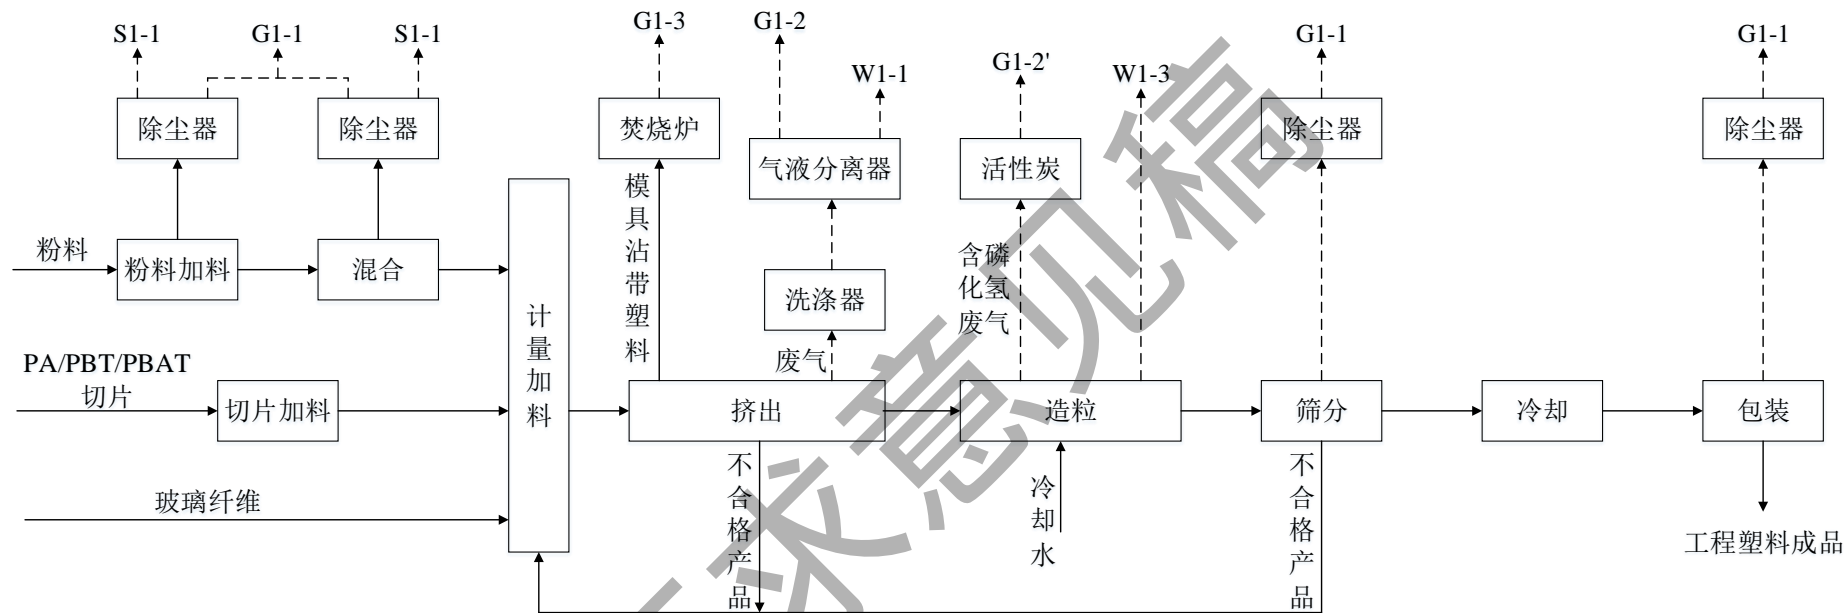 S1-1
G1-1
S1-1
G1-3
G1-2
W1-1
G1-2'
W1-3
G1-1
G1-1
除尘器
除尘器
焚烧炉
气液分离器
活性炭
除尘器
除尘器
粉料
粉料加料
混合
模具沾带塑料
洗涤器
废气
含磷
化氢
废气
计量加料
PA/PBT/PBAT
切片
切片加料
挤出
造粒
筛分
冷却
包装
玻璃纤维
不合格产品
冷却水
不合格产品
工程塑料成品
求意见稿